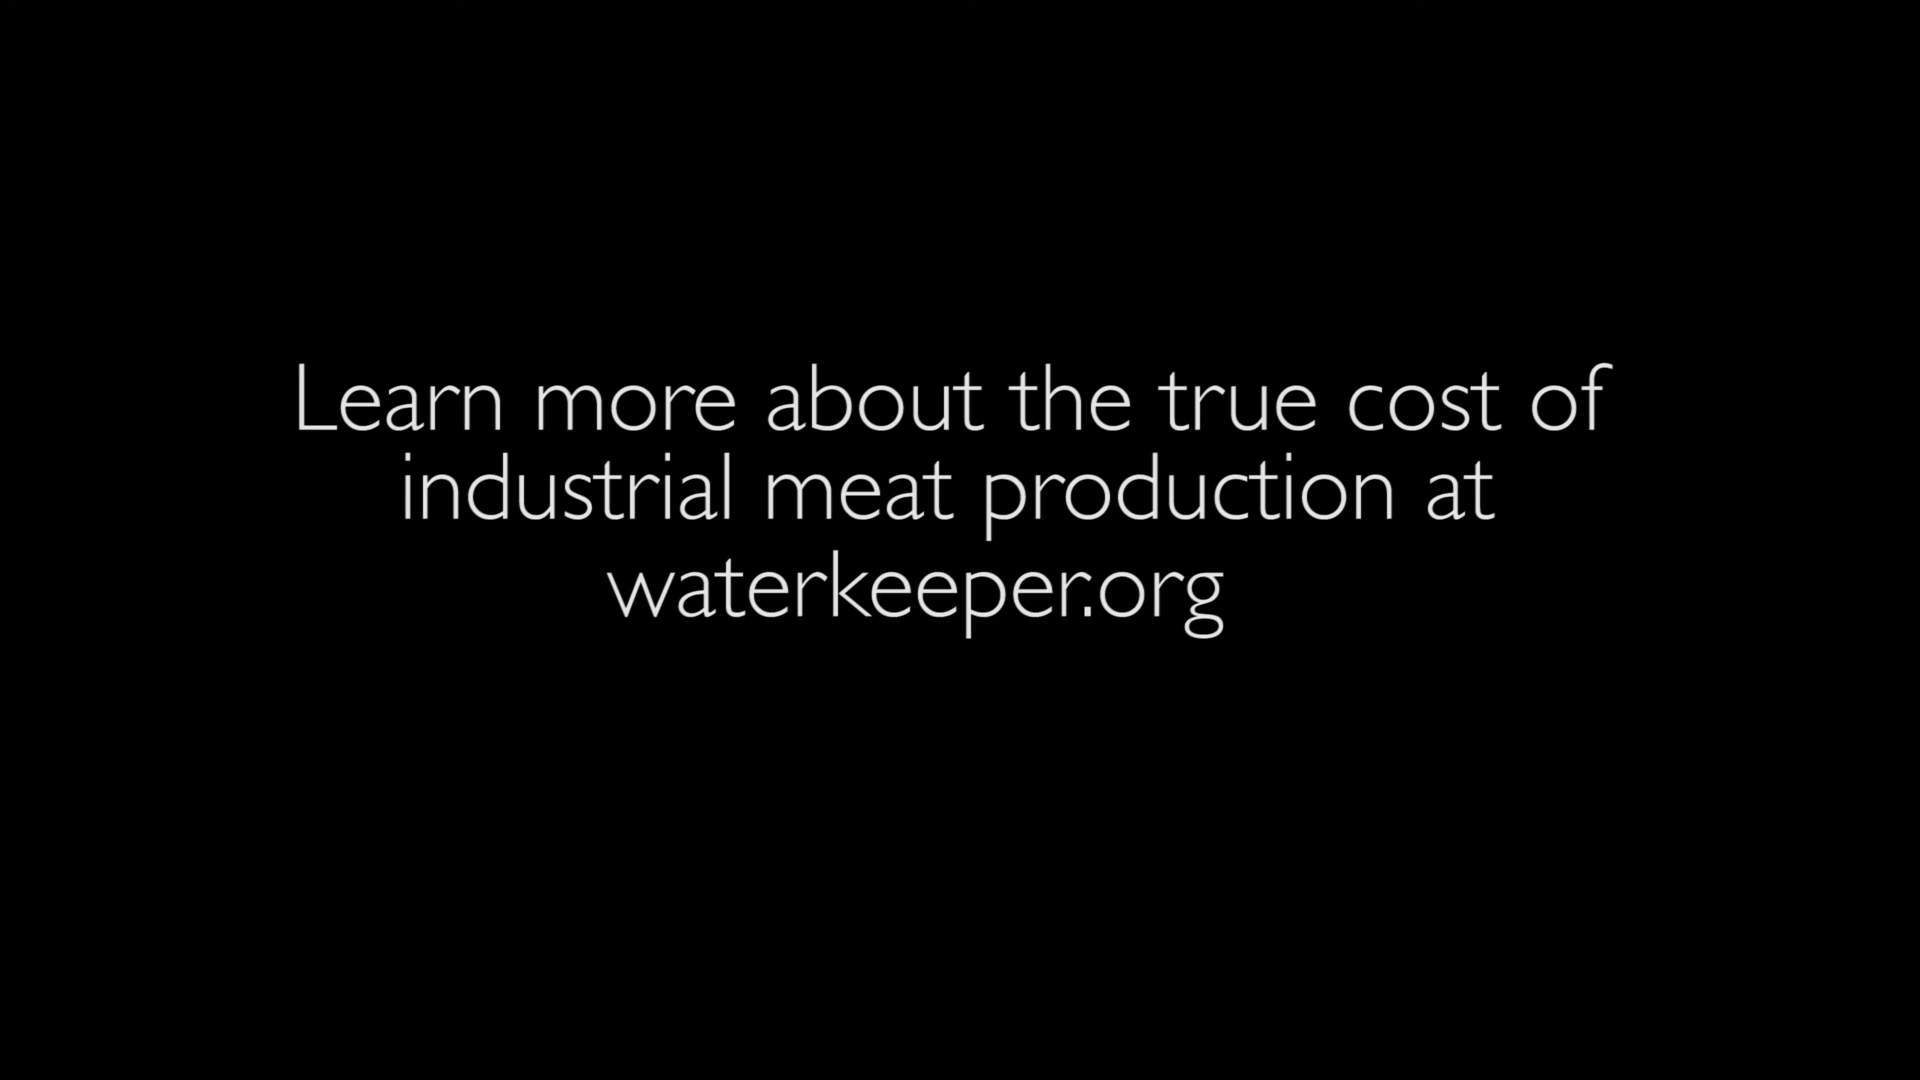 Learn more about the true cost of
industrial meat production at
waterkeeper.org